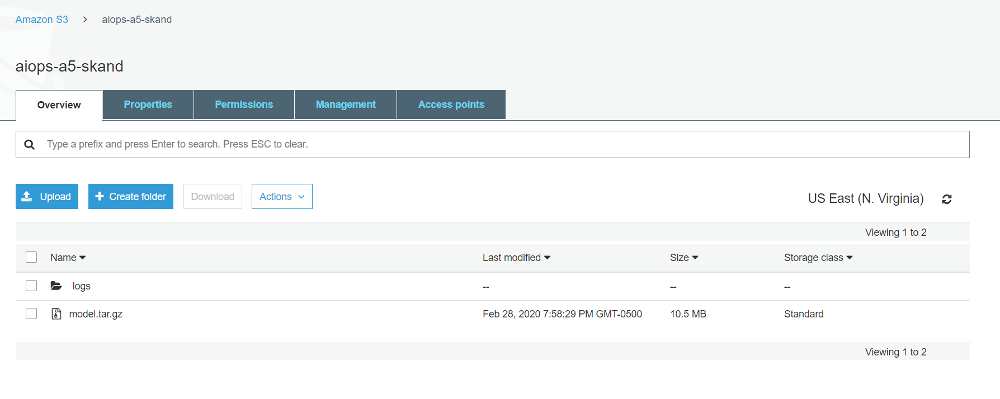 Amazon S3 > aiops-a5-skand
aiops-a5-skand
Overview Properties Permissions Management Access points
Type a prefix and press Enter to search. Press ESC to clear.
Upload + Create folder Download Actions US East (N. Virginia)
Viewing 1 to 2
Name Last modified Size Storage class
logs -- -- --
model.tar.gz Feb 28, 2020 7:58:29 PM GMT-0500 10.5 MB Standard
Viewing 1 to 2